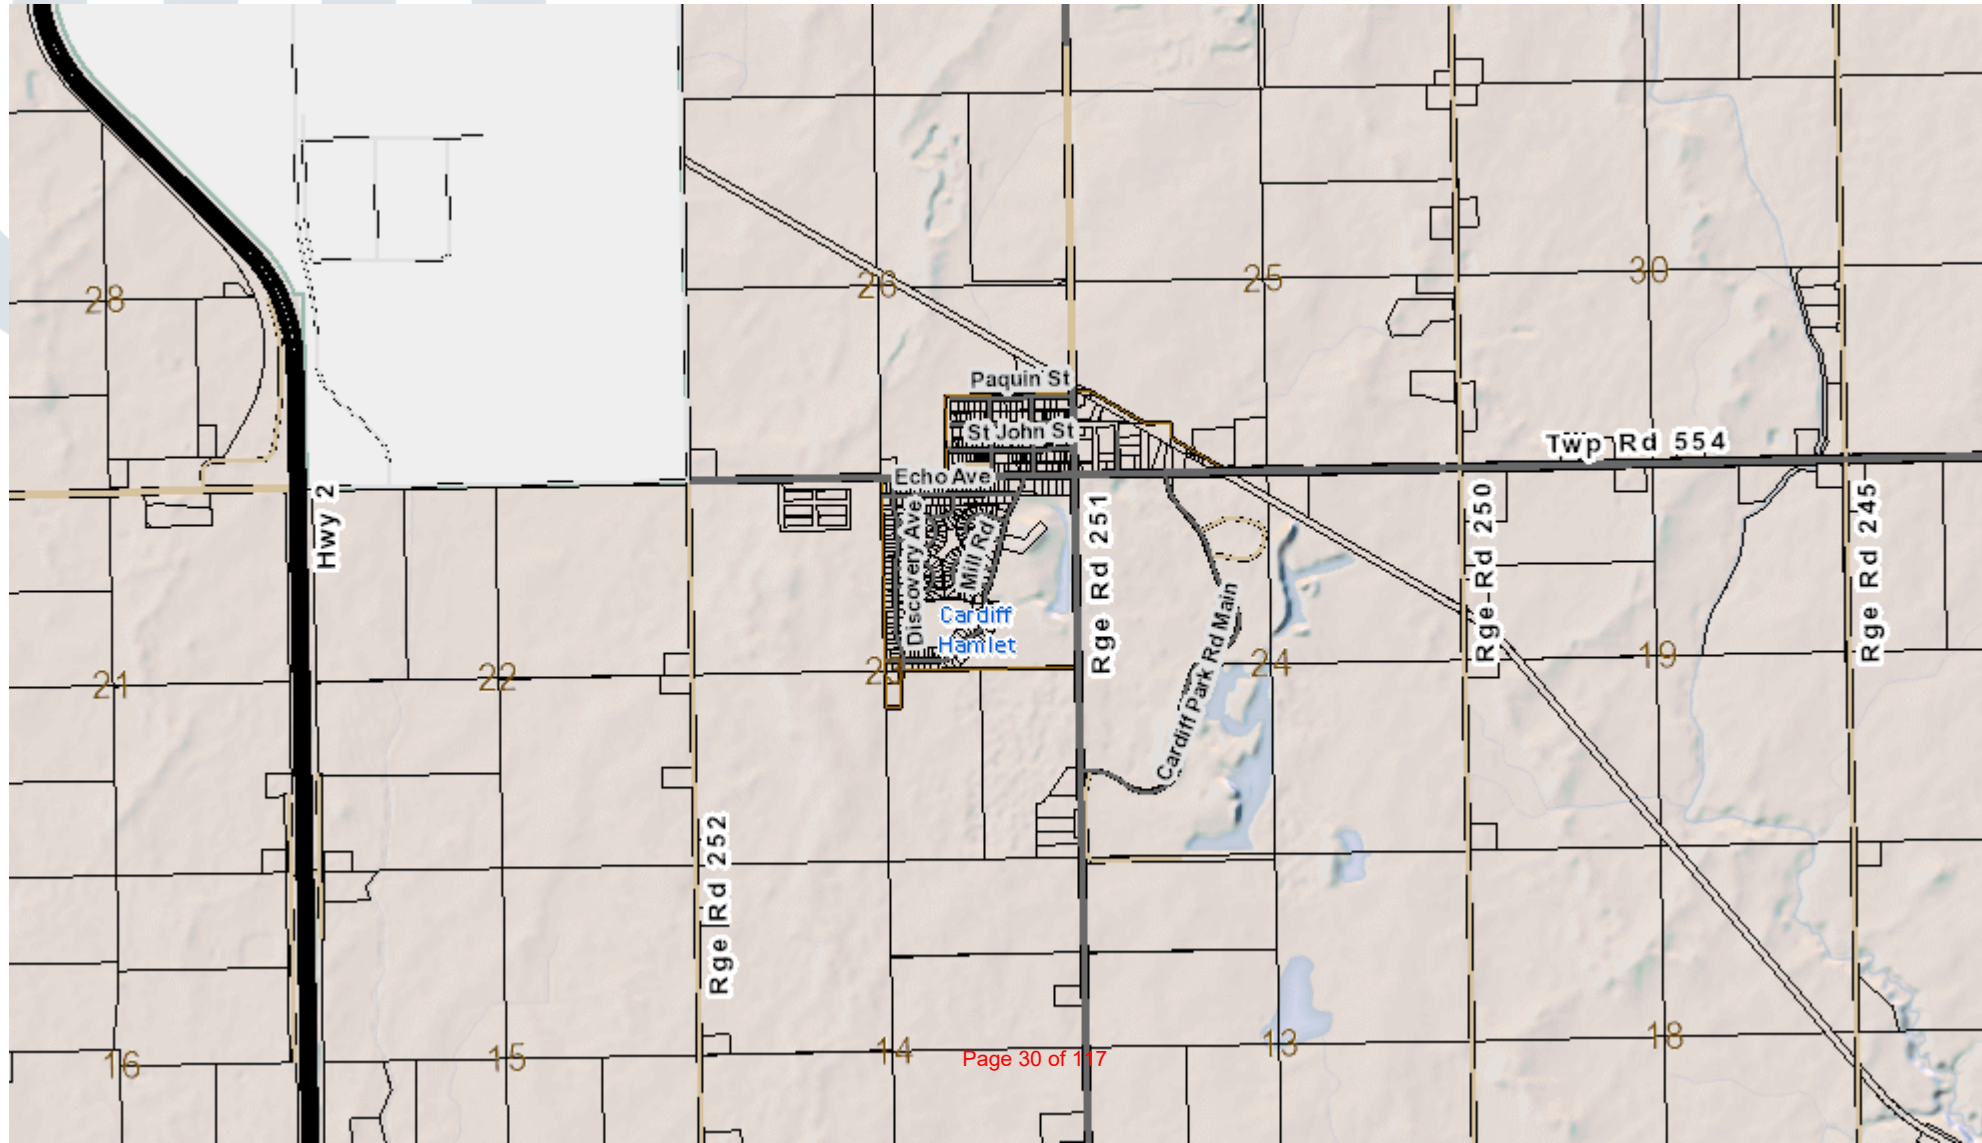 28
26
25
30
Paquin St
St John St
Twp Rd 554
Echo Ave
Hwy 2
Discovery Ave
Mill Rd
Rge Rd 251
Rge Rd 250
Rge Rd 245
Cardiff
Hamlet
Cardiff Park Rd Main
21
22
23
24
19
Rge Rd 252
16
15
14
13
18
Page 30 of 117